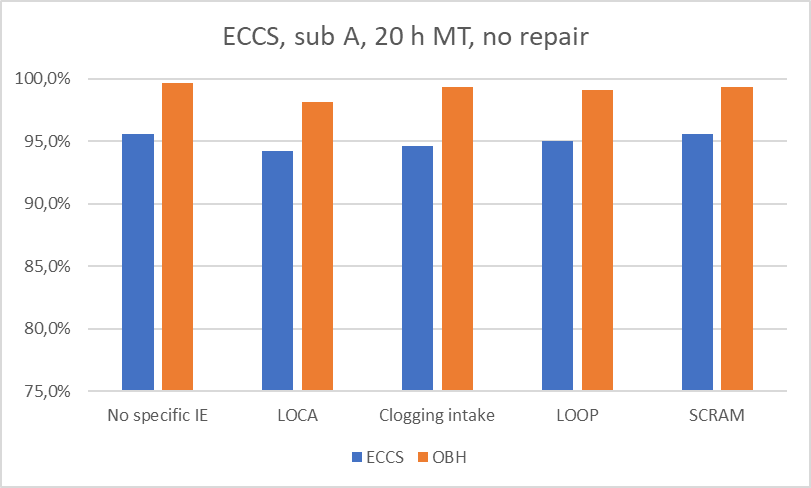 ECCS, sub A, 20 h MT, no repair
100,0%
95,0%
90,0%
85,0%
80,0%
75,0%
No specific IE LOCA Clogging intake LOOP SCRAM
ECCS OBH